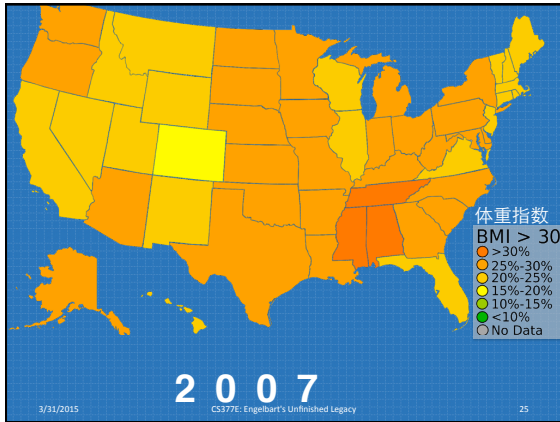 体重指数
BMI > 30
>30%
25%-30%
20%-25%
15%-20%
10%-15%
<10%
No Data
2007
3/31/2015
CS377E: Engelbart's Unfinished Legacy
25